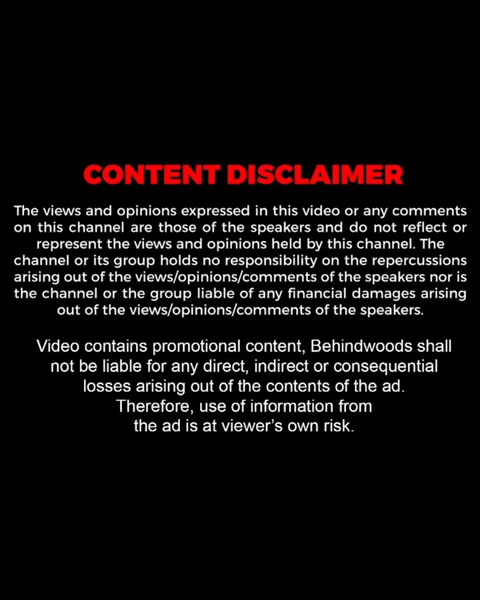 CONTENT DISCLAIMER
The views and opinions expressed in this video or any comments
on this channel are those of the speakers and do not reflect or
represent the views and opinions held by this channel. The
channel or its group holds no responsibility on the repercussions
arising out of the views/opinions/comments of the speakers nor is
the channel or the group liable of any financial damages arising
out of the views/opinions/comments of the speakers.
Video contains promotional content, Behindwoods shall
not be liable for any direct, indirect or consequential
losses arising out of the contents of the ad.
Therefore, use of information from
the ad is at viewer's own risk.